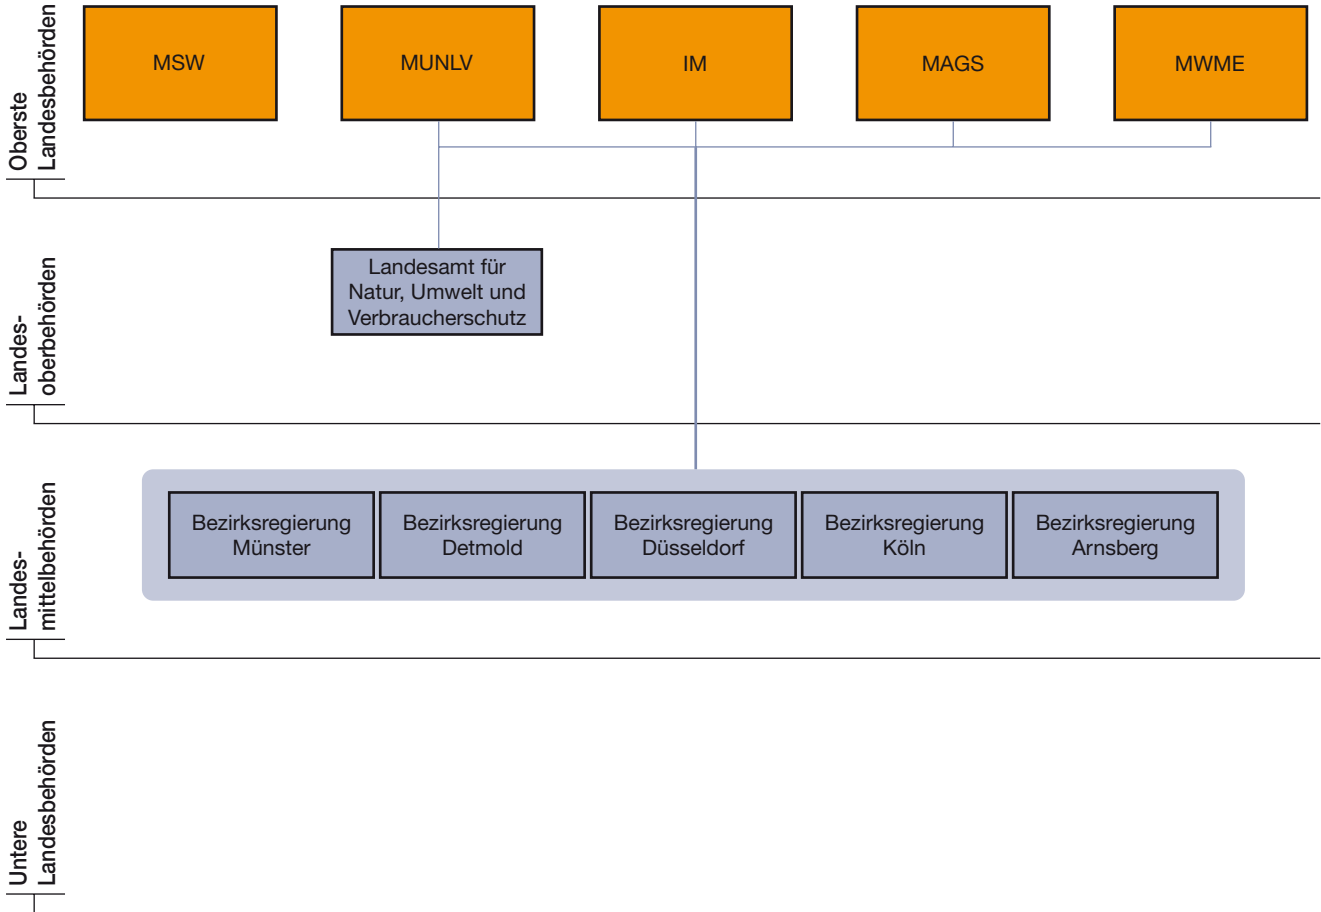 Oberste
Landesbehörden
MSW
MUNLV
IM
MAGS
MWME
Landes-
oberbehörden
Landesamt für
Natur, Umwelt und
Verbraucherschutz
Landes-
mittelbehörden
Bezirksregierung
Münster
Bezirksregierung
Detmold
Bezirksregierung
Düsseldorf
Bezirksregierung
Köln
Bezirksregierung
Arnsberg
Untere
Landesbehörden